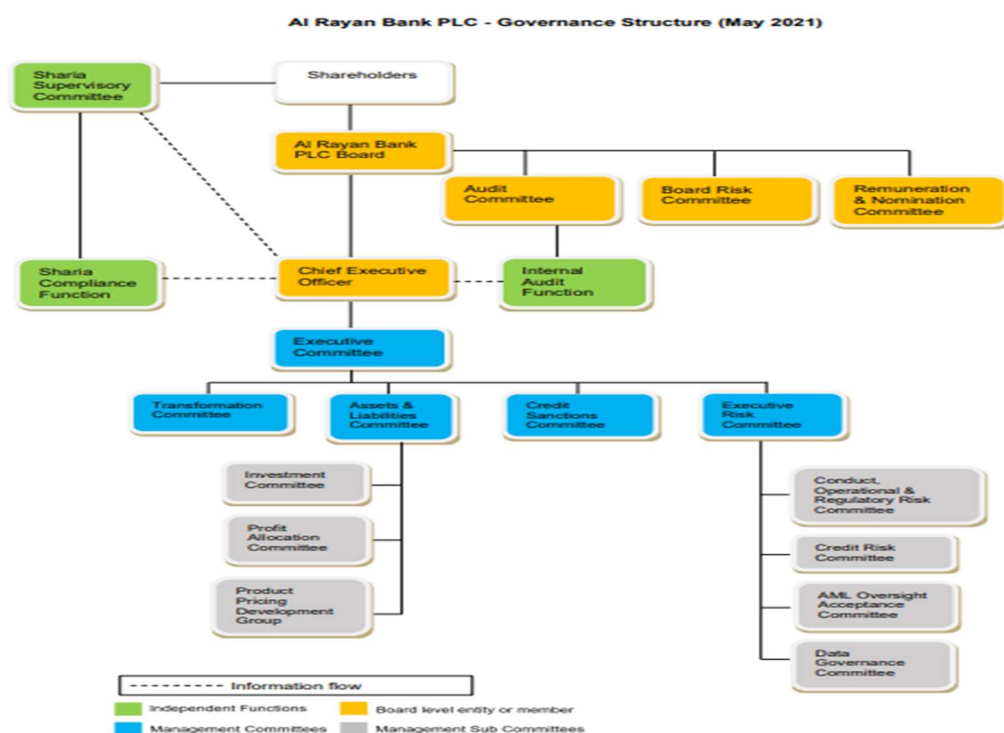 Al Rayan Bank PLC - Governance Structure (May 2021)
Sharia
Supervisory
Committee
Shareholders
Al Rayan Bank
PLC Board
Audit
Committee
Board Risk
Committee
Remuneration
& Nomination
Committee
Sharia
Compliance
Function
Chief Executive
Officer
Internal
Audit
Function
Executive
Committee
Transformation
Committee
Assets &
Liabilities
Committee
Credit
Sanctions
Committee
Executive
Risk
Committee
Investment
Committee
Profit
Allocation
Committee
Product
Pricing
Development
Group
Conduct,
Operational &
Regulatory Risk
Committee
Credit Risk
Committee
AML Oversight
Acceptance
Committee
Data
Governance
Committee
Information flow
Independent Functions
Board level entity or member
Management Committees
Management Sub Committees